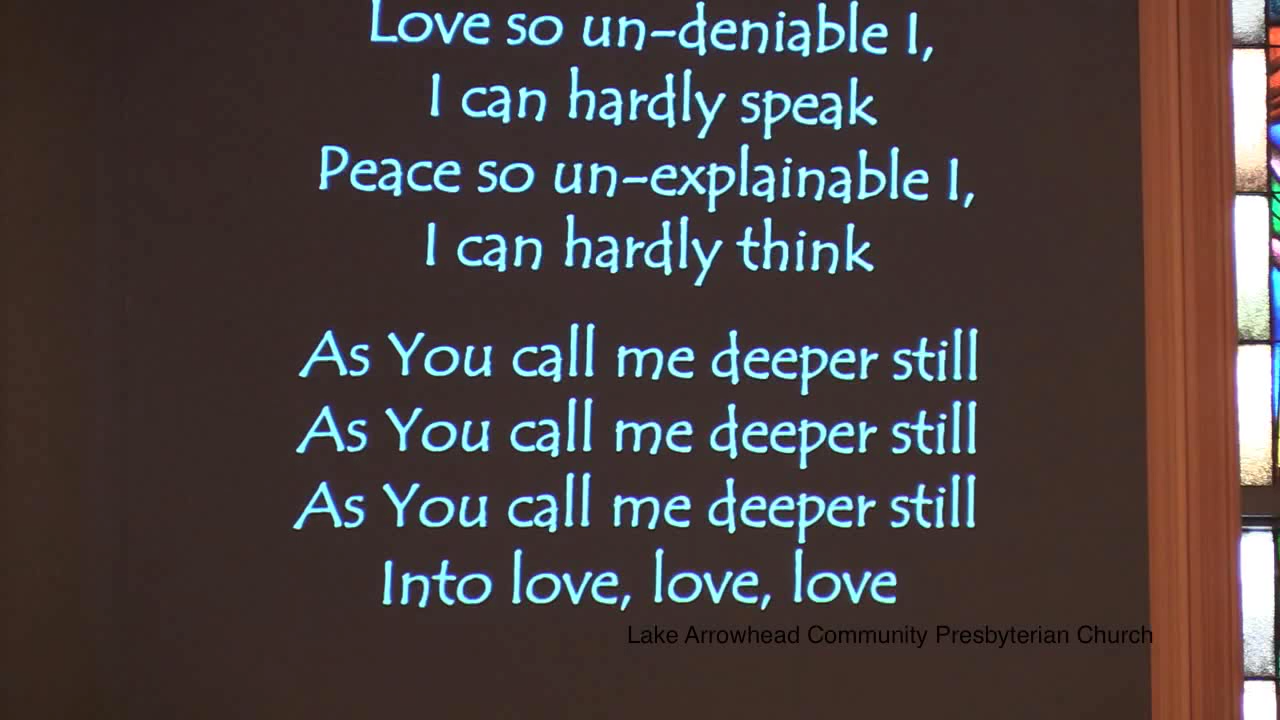 Love so un-deniable I,
I can hardly speak
Peace so un-explainable I,
I can hardly think
As You call me deeper still
As You call me deeper still
As You call me deeper still
Into love, love, love
Lake Arrowhead Community Presbyterian Church